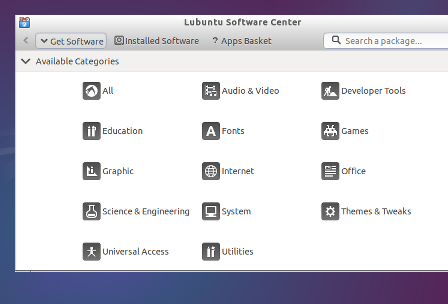 Lubuntu Software Center
Get Software Installed Software ? Apps Basket Search a package...
Available Categories
All Audio & Video Developer Tools
Education Fonts Games
Graphic Internet Office
Science & Engineering System Themes & Tweaks
Universal Access Utilities